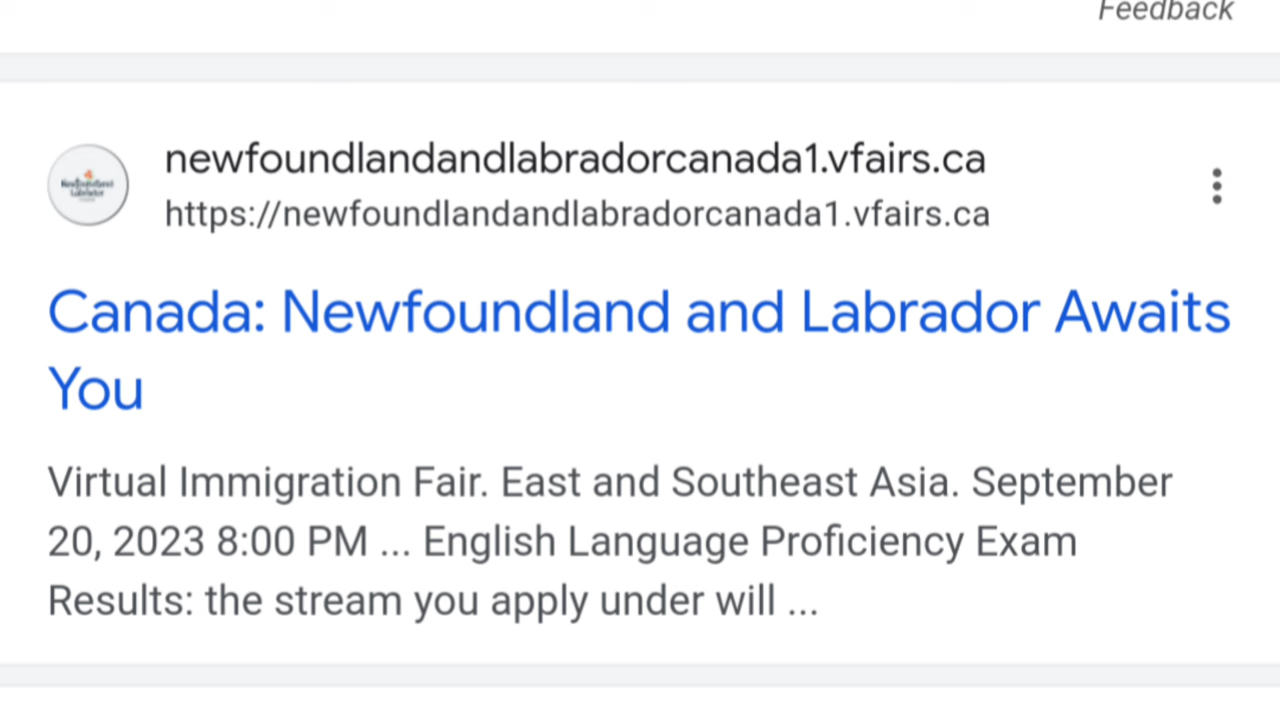 Feedback
newfoundlandandlabradorcanada1.vfairs.ca
https://newfoundlandandlabradorcanada1.vfairs.ca
Canada: Newfoundland and Labrador Awaits
You
Virtual Immigration Fair. East and Southeast Asia. September
20, 2023 8:00 PM ... English Language Proficiency Exam
Results: the stream you apply under will ...